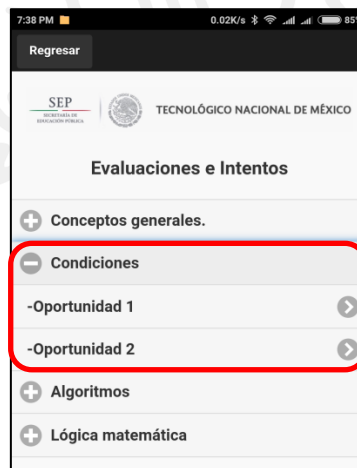 7:38 PM 0.02K/s 85%
Regresar
SEP
SECRETARÍA DE
EDUCACIÓN PÚBLICA
TECNOLÓGICO NACIONAL DE MÉXICO
Evaluaciones e Intentos
Conceptos generales.
Condiciones
-Oportunidad 1
-Oportunidad 2
Algoritmos
Lógica matemática